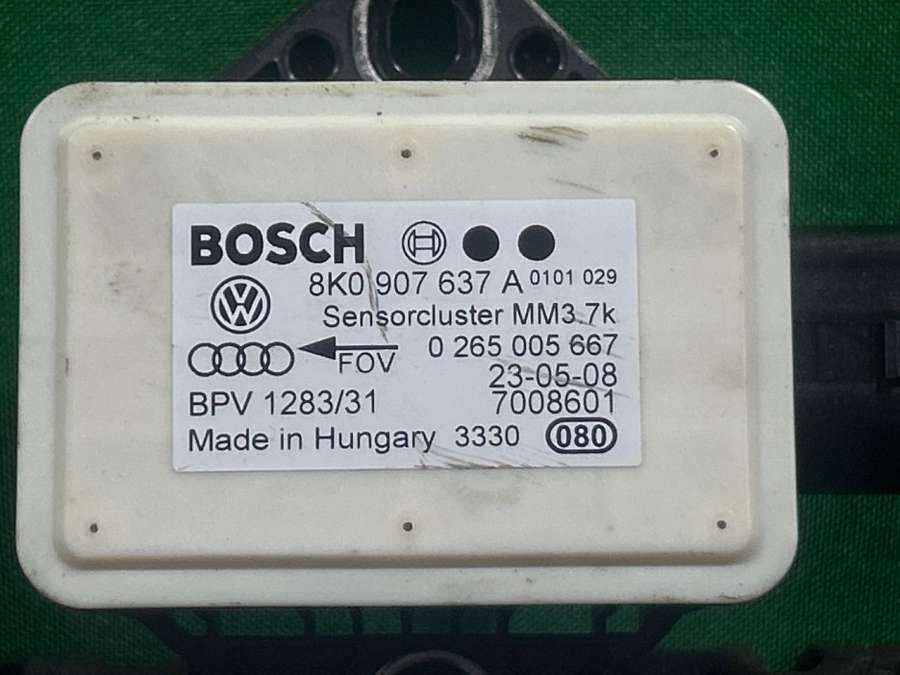 BOSCH
8K0 907 637 A 0101 029
Sensorcluster MM3.7k
FOV 0 265 005 667
23-05-08
BPV 1283/31 7008601
Made in Hungary 3330 080